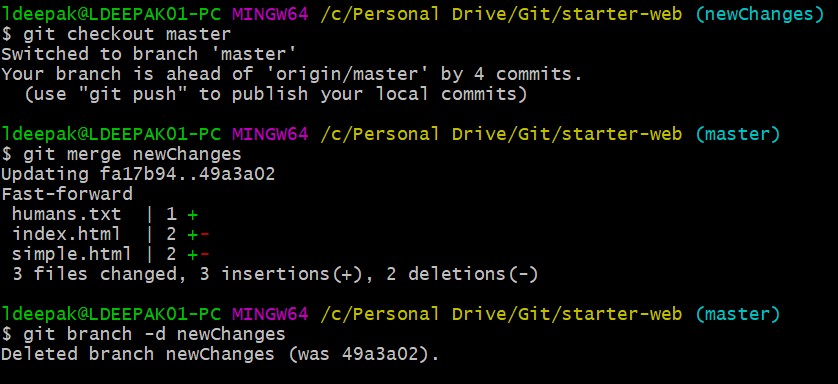 ldeepak@LDEEPAK01-PC MINGW64 /c/Personal Drive/Git/starter-web (newChanges)
$ git checkout master
Switched to branch 'master'
Your branch is ahead of 'origin/master' by 4 commits.
  (use "git push" to publish your local commits)

ldeepak@LDEEPAK01-PC MINGW64 /c/Personal Drive/Git/starter-web (master)
$ git merge newChanges
Updating fa17b94..49a3a02
Fast-forward
 humans.txt  | 1 +
 index.html  | 2 +-
 simple.html | 2 +-
 3 files changed, 3 insertions(+), 2 deletions(-)

ldeepak@LDEEPAK01-PC MINGW64 /c/Personal Drive/Git/starter-web (master)
$ git branch -d newChanges
Deleted branch newChanges (was 49a3a02).